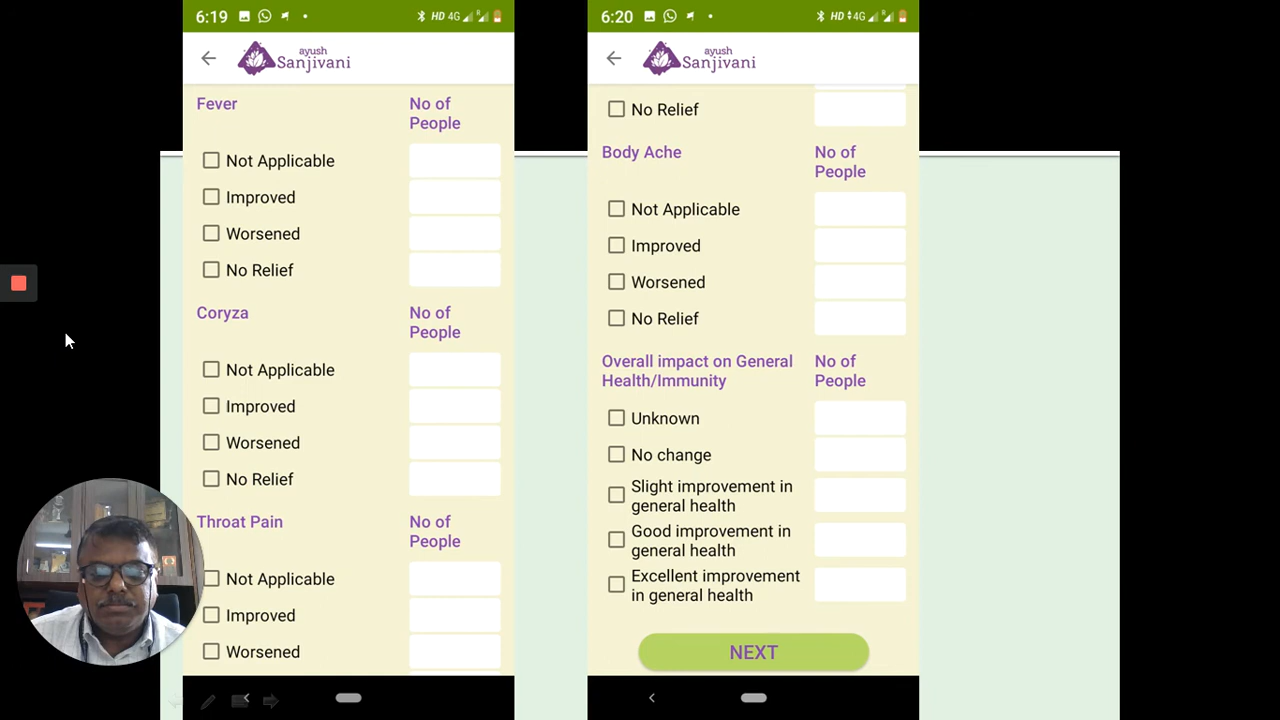 6:19
HD 4G
ayush
Sanjivani
Fever
No of
People
Not Applicable
Improved
Worsened
No Relief
Coryza
No of
People
Not Applicable
Improved
Worsened
No Relief
Throat Pain
No of
People
Not Applicable
Improved
Worsened
6:20
HD 4G
ayush
Sanjivani
No Relief
Body Ache
No of
People
Not Applicable
Improved
Worsened
No Relief
Overall impact on General
Health/Immunity
No of
People
Unknown
No change
Slight improvement in
general health
Good improvement in
general health
Excellent improvement
in general health
NEXT